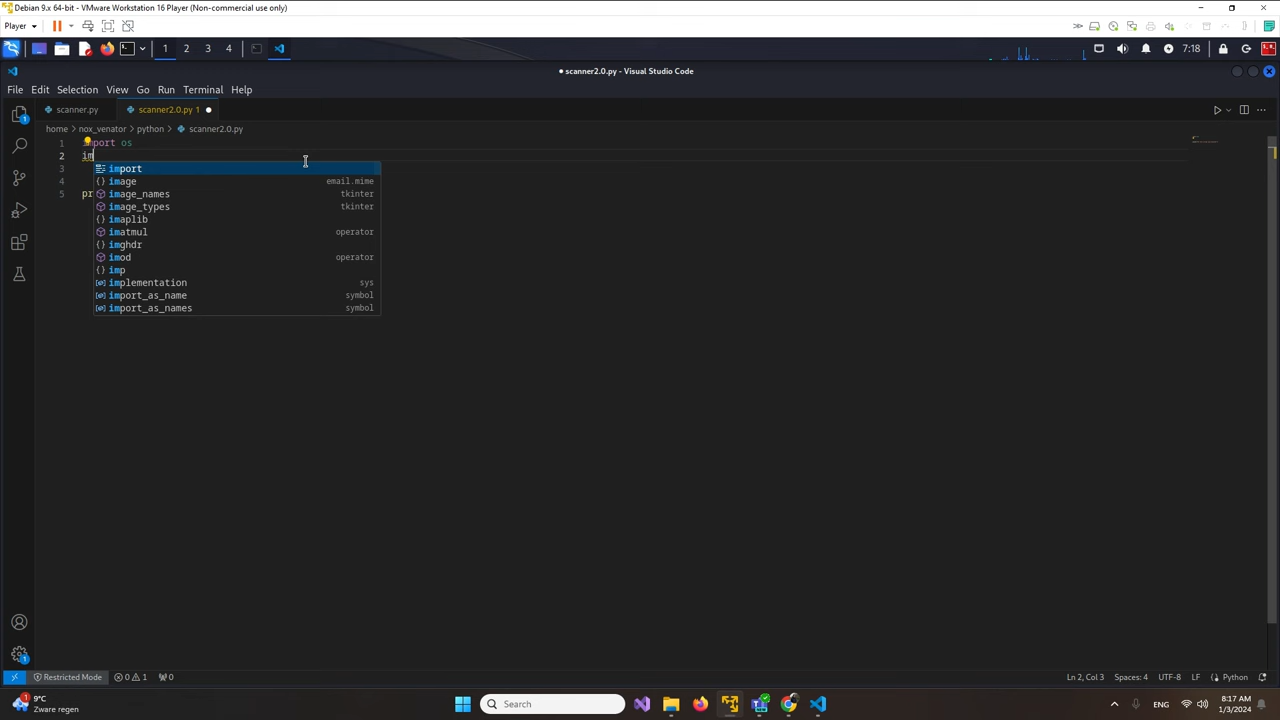 Debian 9.x 64-bit - VMware Workstation 16 Player (Non-commercial use only)
Player
1 2 3 4 7:18
● scanner2.0.py - Visual Studio Code
File Edit Selection View Go Run Terminal Help
scanner.py scanner2.0.py 1 ●
home > nox_venator > python > scanner2.0.py
1 import os
2 im
3 import
4 image email.mime
5 pr image_names tkinter
image_types tkinter
imaplib
imatmul operator
imghdr
imod operator
imp
implementation sys
import_as_name symbol
import_as_names symbol
Restricted Mode 0 1 0 Ln 2, Col 3 Spaces: 4 UTF-8 LF Python
9°C
Zware regen
Search
ENG
8:17 AM
1/3/2024